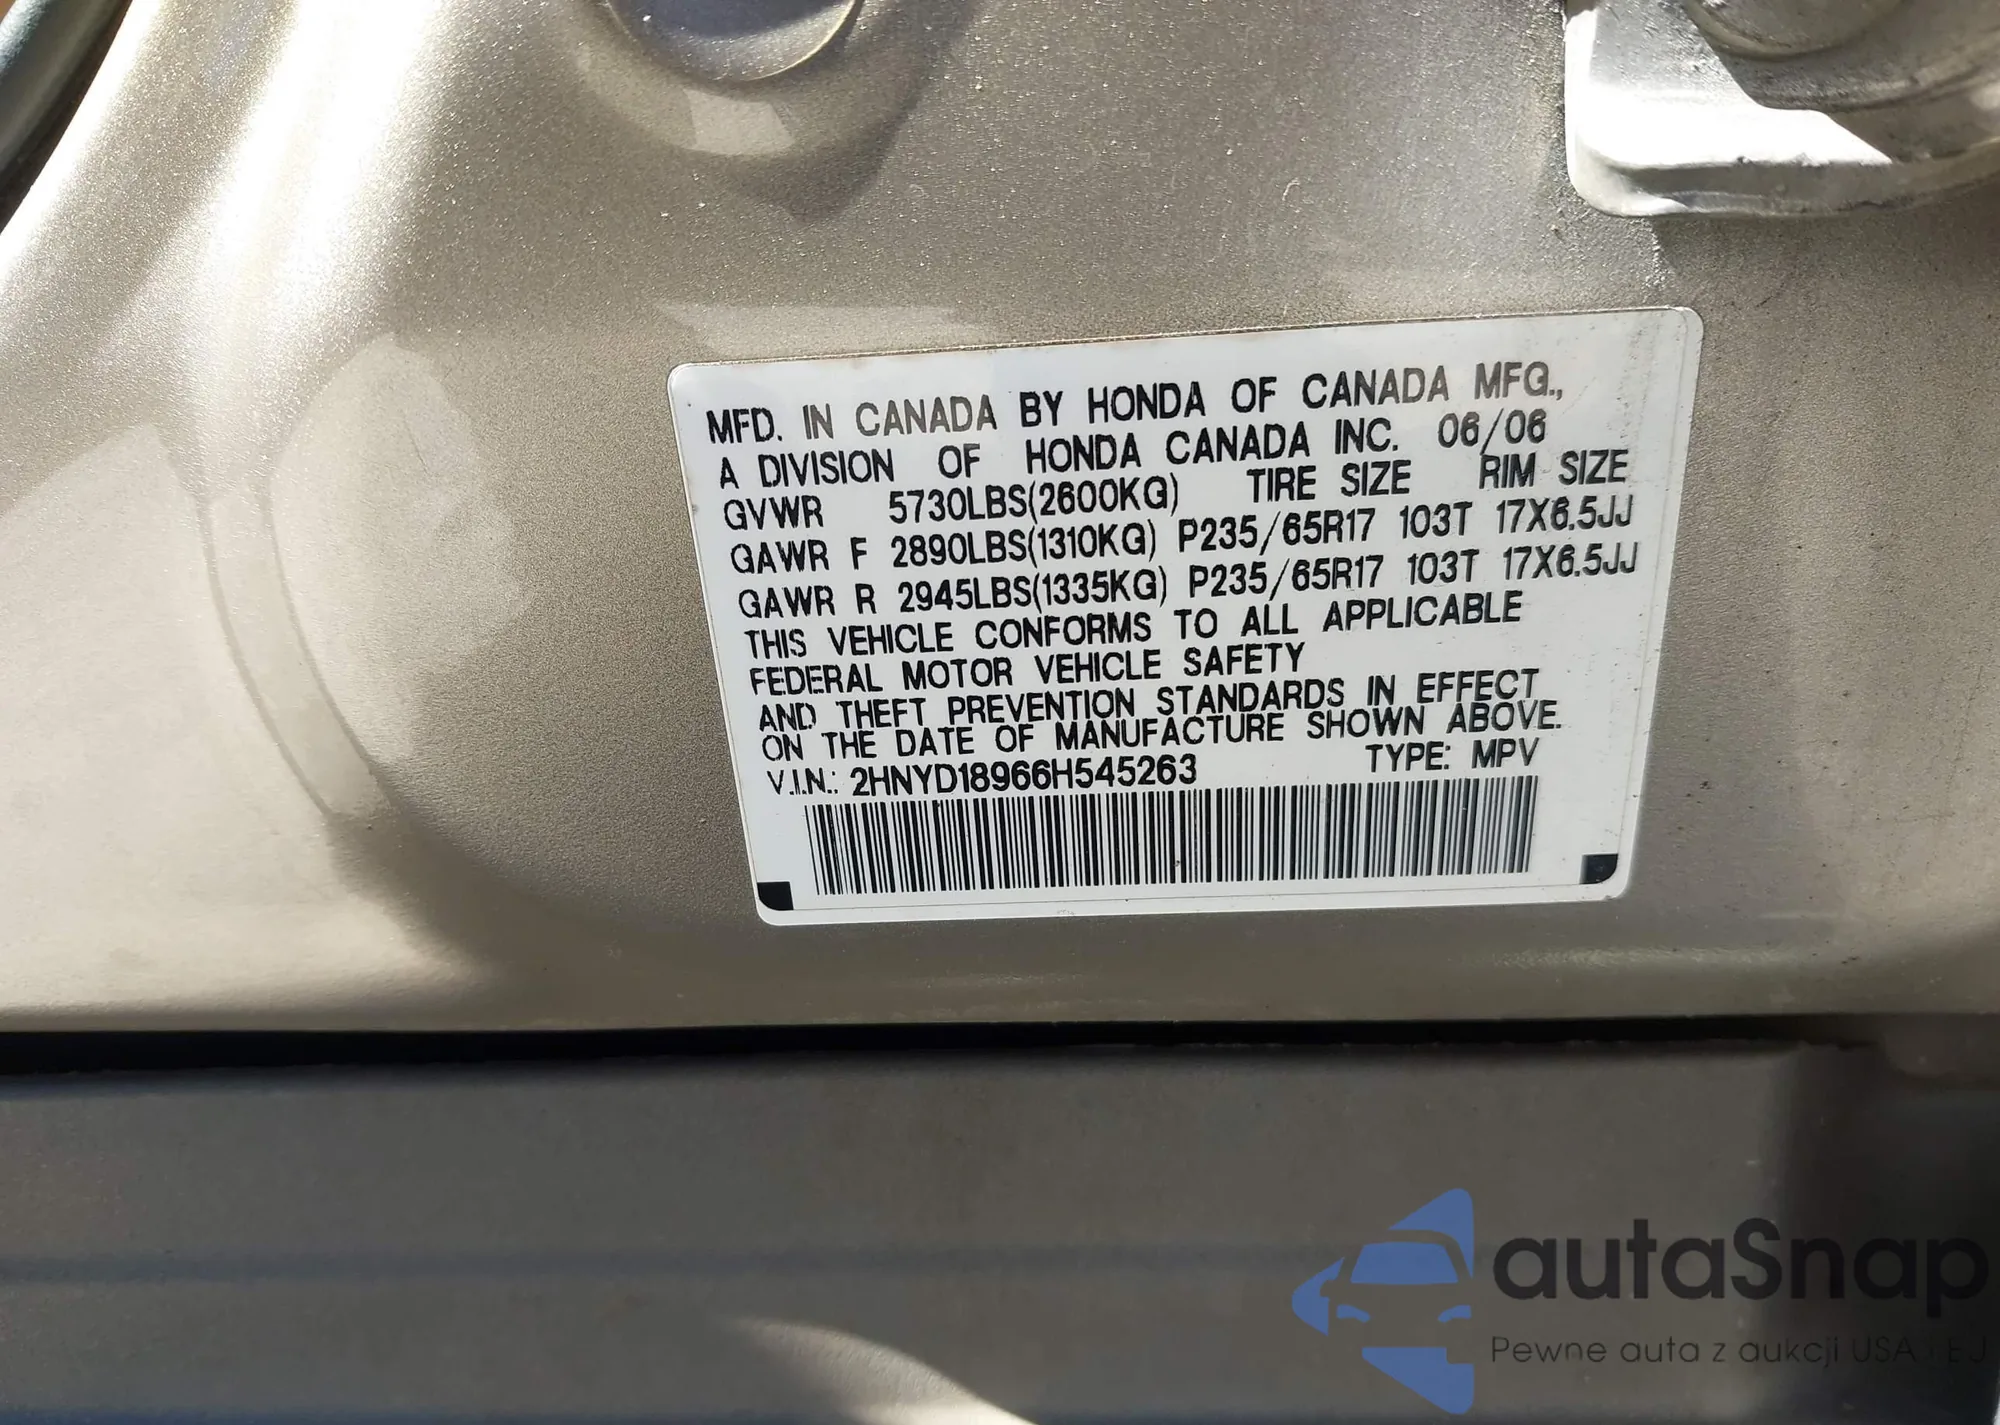 MFD. IN CANADA BY HONDA OF CANADA MFG.,
A DIVISION OF HONDA CANADA INC. 06/06
GVWR 5730LBS(2600KG) TIRE SIZE RIM SIZE
GAWR F 2890LBS(1310KG) P235/65R17 103T 17X6.5JJ
GAWR R 2945LBS(1335KG) P235/65R17 103T 17X6.5JJ
THIS VEHICLE CONFORMS TO ALL APPLICABLE
FEDERAL MOTOR VEHICLE SAFETY
AND THEFT PREVENTION STANDARDS IN EFFECT
ON THE DATE OF MANUFACTURE SHOWN ABOVE.
V.I.N.: 2HNYD18966H545263 TYPE: MPV
autaSnap
Pewne auta z aukcji USA i EJ